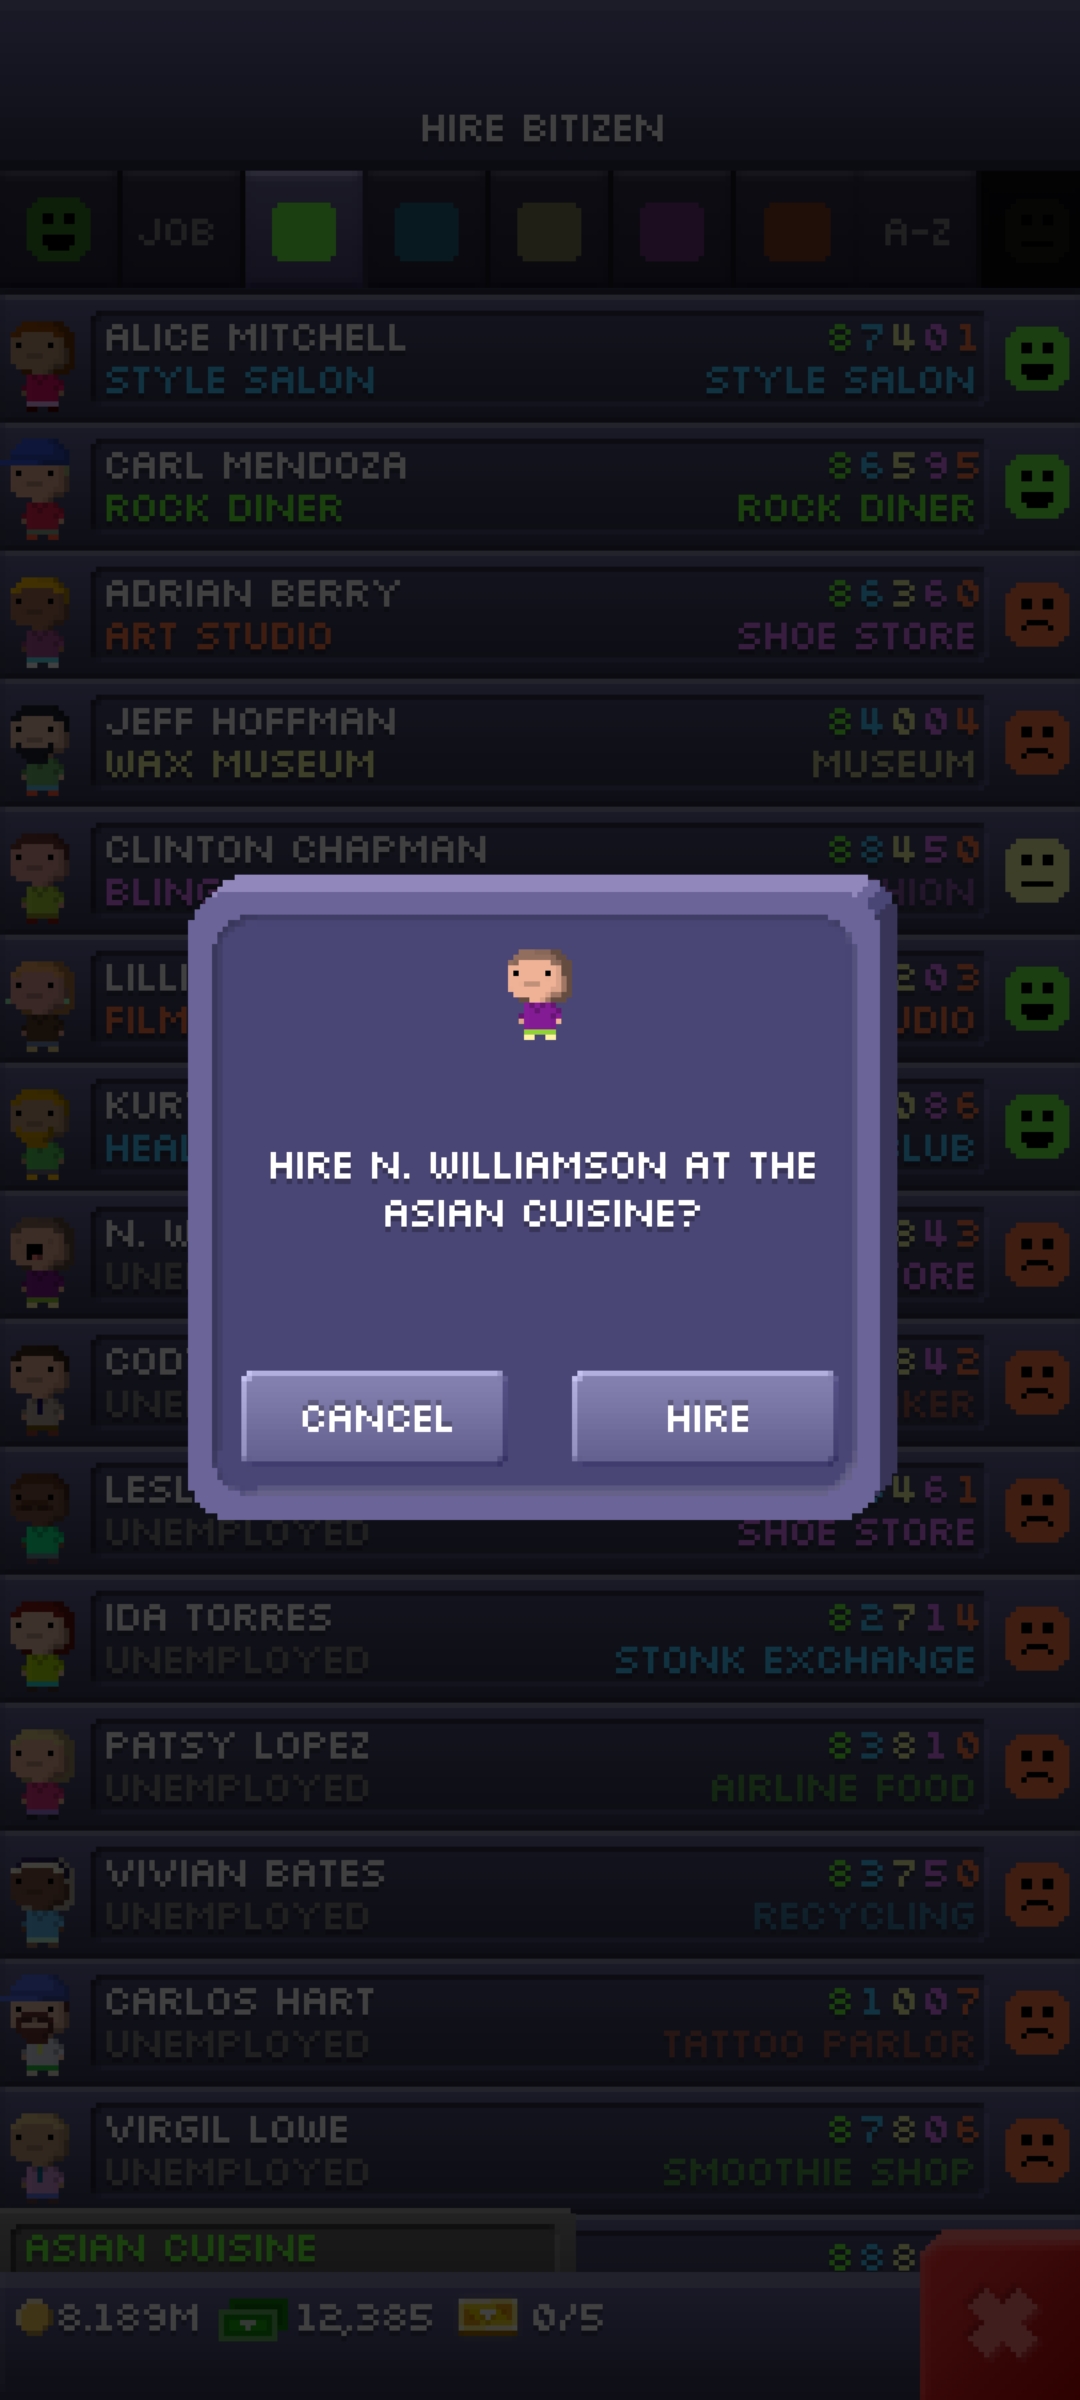 HIRE BITIZEN
JOB
A-Z
ALICE MITCHELL 87401
STYLE SALON STYLE SALON
CARL MENDOZA 86595
ROCK DINER ROCK DINER
ADRIAN BERRY 86360
ART STUDIO SHOE STORE
JEFF HOFFMAN 84004
WAX MUSEUM MUSEUM
CLINTON CHAPMAN 88450
HIRE N. WILLIAMSON AT THE
ASIAN CUISINE?
CANCEL HIRE
UNEMPLOYED SHOE STORE
IDA TORRES 82714
UNEMPLOYED STONK EXCHANGE
PATSY LOPEZ 83810
UNEMPLOYED AIRLINE FOOD
VIVIAN BATES 83750
UNEMPLOYED RECYCLING
CARLOS HART 81007
UNEMPLOYED TATTOO PARLOR
VIRGIL LOWE 87806
UNEMPLOYED SMOOTHIE SHOP
ASIAN CUISINE
8.189M 12,385 0/5